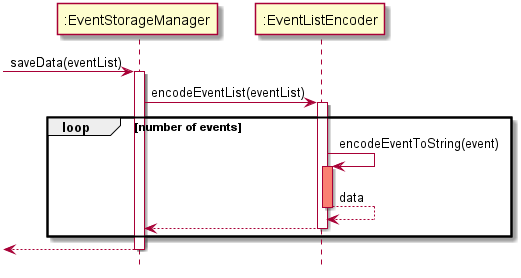 :EventStorageManager
:EventListEncoder
saveData(eventList)
encodeEventList(eventList)
loop
[number of events]
encodeEventToString(event)
data